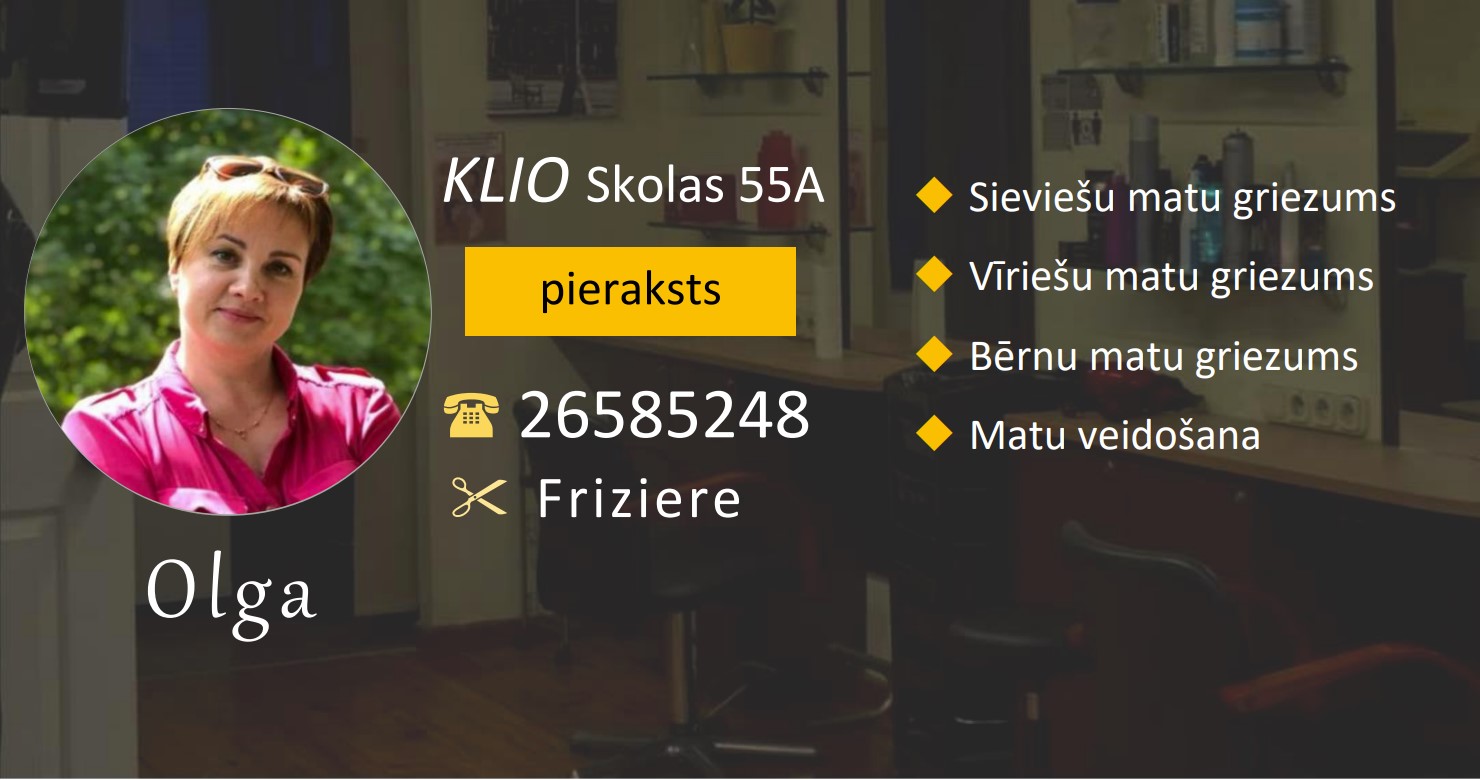 KLIO Skolas 55A
pieraksts
26585248
Friziere
Olga
Sieviešu matu griezums
Vīriešu matu griezums
Bērnu matu griezums
Matu veidošana